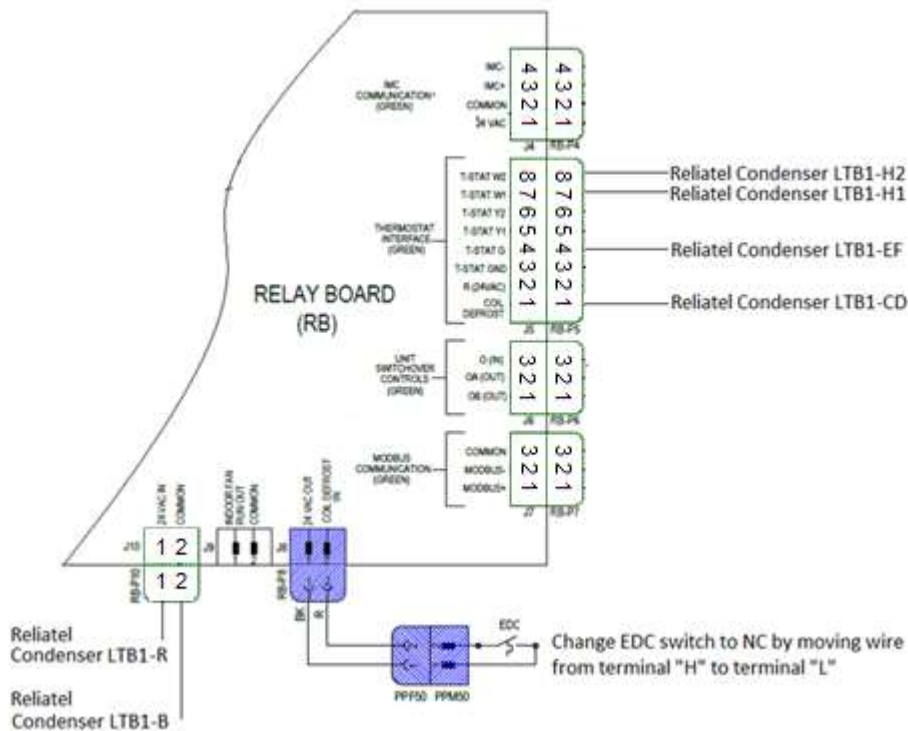 IMC-
IMC+
COMMON
24 VAC
IMC
COMMUNICATION
(GREEN)
4 3 2 1
4 3 2 1
J4
RB-P4
T-STAT W2
T-STAT W1
T-STAT Y2
T-STAT Y1
T-STAT G
T-STAT GND
R (24VAC)
COIL
DEFROST
THERMOSTAT
INTERFACE
(GREEN)
8 7 6 5 4 3 2 1
8 7 6 5 4 3 2 1
J5
RB-P5
Reliatel Condenser LTB1-H2
Reliatel Condenser LTB1-H1
Reliatel Condenser LTB1-EF
Reliatel Condenser LTB1-CD
RELAY BOARD
(RB)
UNIT
SWITCHOVER
CONTROLS
(GREEN)
O (IN)
OA (OUT)
OB (OUT)
3 2 1
3 2 1
J6
RB-P6
MODBUS
COMMUNICATION
(GREEN)
COMMON
MODBUS-
MODBUS+
3 2 1
3 2 1
J7
RB-P7
24 VAC IN
COMMON
INDOOR FAN
RUN OUT
COMMON
24 VAC OUT
COIL DEFROST
IN
J10
1 2
J9
J8
RB-P10
1 2
RB-P8
BK
R
EDC
2
1
PPF50
PPM50
Change EDC switch to NC by moving wire
from terminal "H" to terminal "L"
Reliatel
Condenser LTB1-R
Reliatel
Condenser LTB1-B